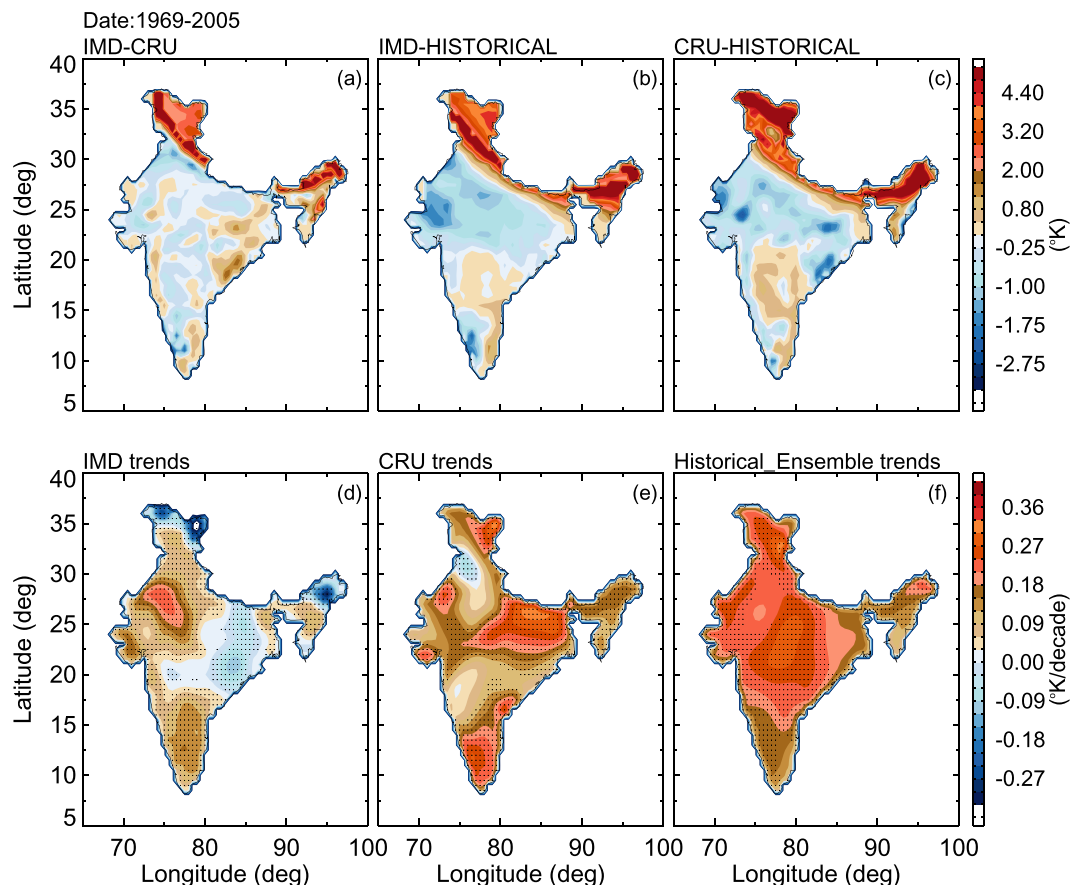 Date:1969-2005
IMD-CRU
IMD-HISTORICAL
CRU-HISTORICAL
(a)
(b)
(c)
40
35
30
25
20
15
10
5
Latitude (deg)
4.40
3.20
2.00
0.80
-0.25
-1.00
-1.75
-2.75
(°K)
IMD trends
CRU trends
Historical_Ensemble trends
(d)
(e)
(f)
40
35
30
25
20
15
10
5
Latitude (deg)
0.36
0.27
0.18
0.09
0.00
-0.09
-0.18
-0.27
(°K/decade)
70 80 90 100 70 80 90 100 70 80 90 100
Longitude (deg) Longitude (deg) Longitude (deg)